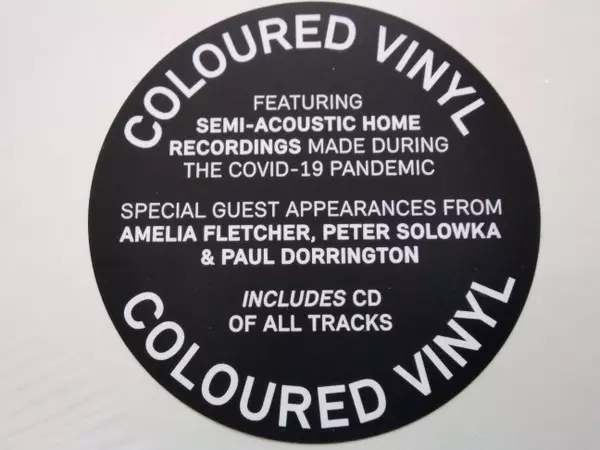 COLOURED VINYL
FEATURING
SEMI-ACOUSTIC HOME
RECORDINGS MADE DURING
THE COVID-19 PANDEMIC
SPECIAL GUEST APPEARANCES FROM
AMELIA FLETCHER, PETER SOLOWKA
& PAUL DORRINGTON
INCLUDES CD
OF ALL TRACKS
COLOURED VINYL